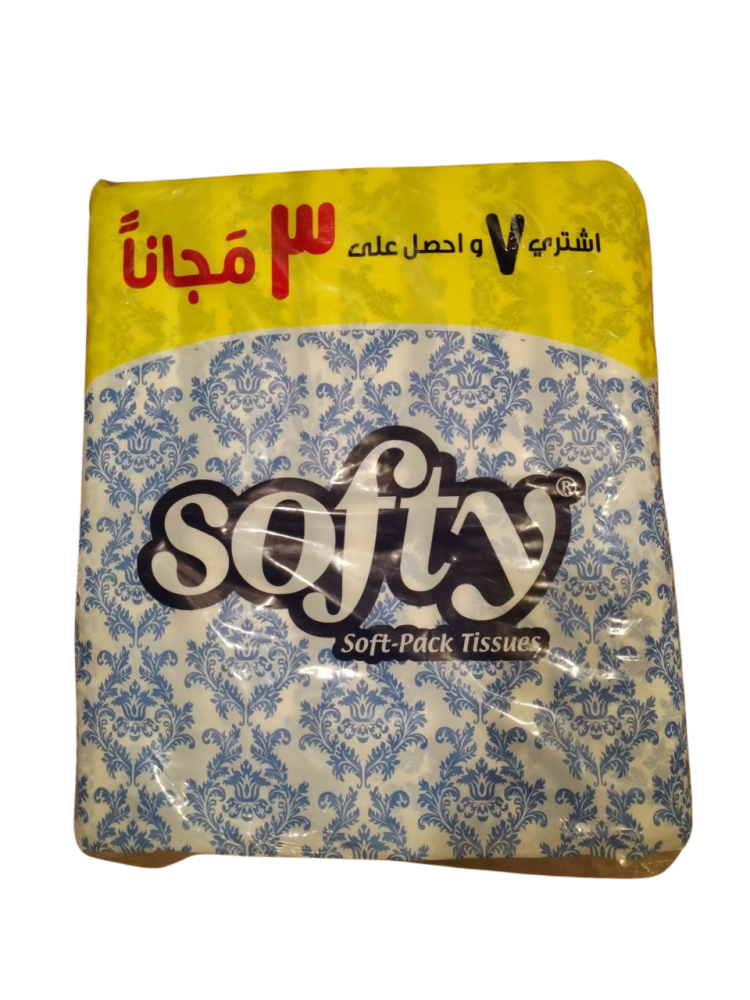 اشتري ٧ و احصل على ٣ مَجاناً
softy®
Soft-Pack Tissues